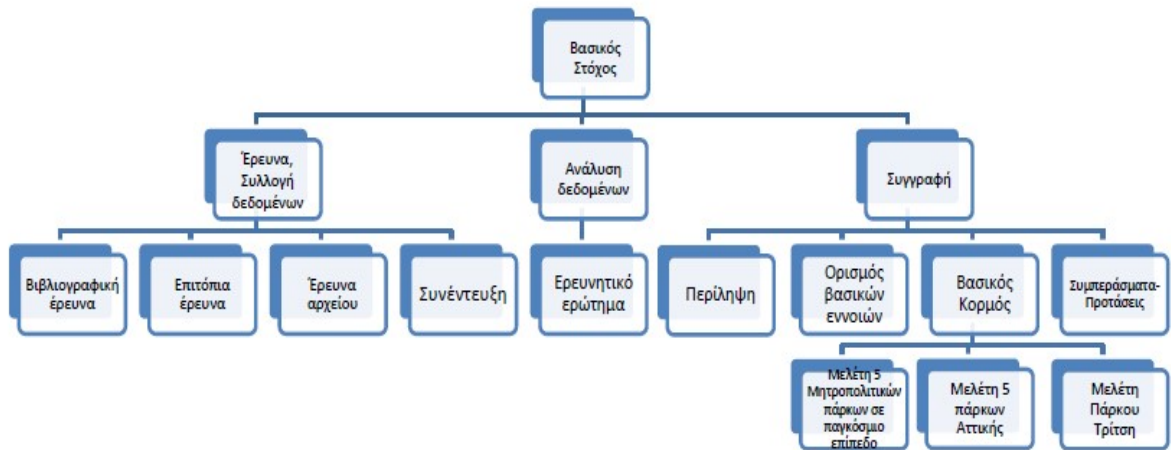 Βασικός
Στόχος
Έρευνα,
Συλλογή
δεδομένων
Ανάλυση
δεδομένων
Συγγραφή
Βιβλιογραφική
έρευνα
Επιτόπια
έρευνα
Έρευνα
αρχείου
Συνέντευξη
Ερευνητικό
ερώτημα
Περίληψη
Ορισμός
βασικών
εννοιών
Βασικός
Κορμός
Συμπεράσματα-
Προτάσεις
Μελέτη 5
Μητροπολιτικών
πάρκων σε
παγκόσμιο
επίπεδο
Μελέτη 5
πάρκων
Αττικής
Μελέτη
Πάρκου
Τρίτση